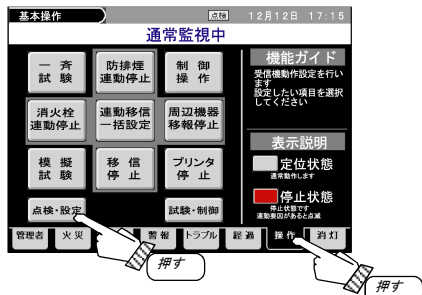 基本操作 点検 12月12日 17:15
通常監視中
一斉
試験
防排煙
連動停止
制御
操作
消火栓
連動停止
連動移信
一括設定
周辺機器
移報停止
模擬
試験
移信
停止
プリンタ
停止
点検・設定
試験・制御
機能ガイド
受信機動作設定を行い
ます
設定したい項目を選択
してください
表示説明
定位状態
通常動作します
停止状態
停止状態です
連動要因があると点滅
管理者 火災 警報 トラブル 経過 操作 消灯
押す
押す